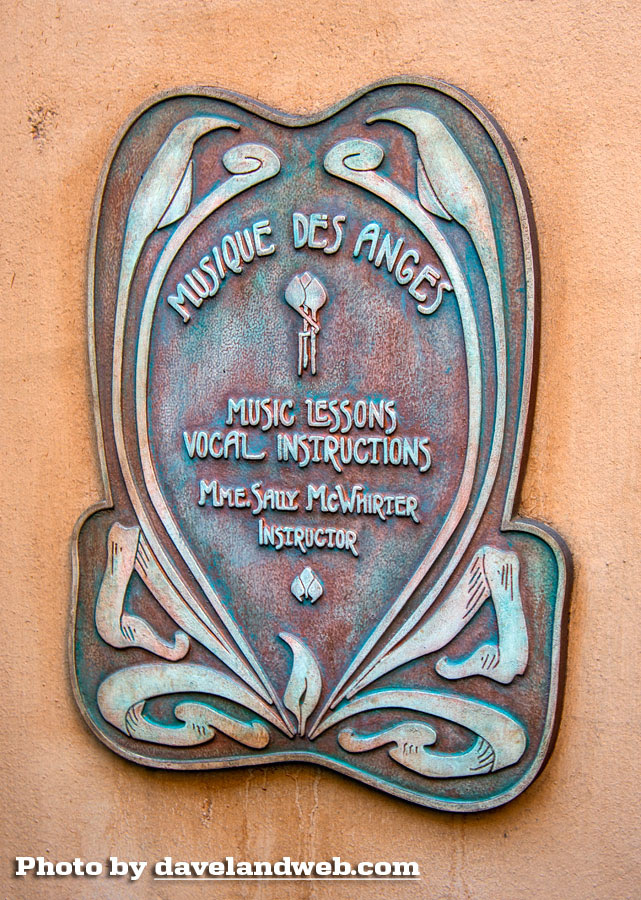 MUSIQUE DES ANGES
MUSIC LESSONS
VOCAL INSTRUCTIONS
MME. SALLY MCWHIRTER
INSTRUCTOR
Photo by davelandweb.com